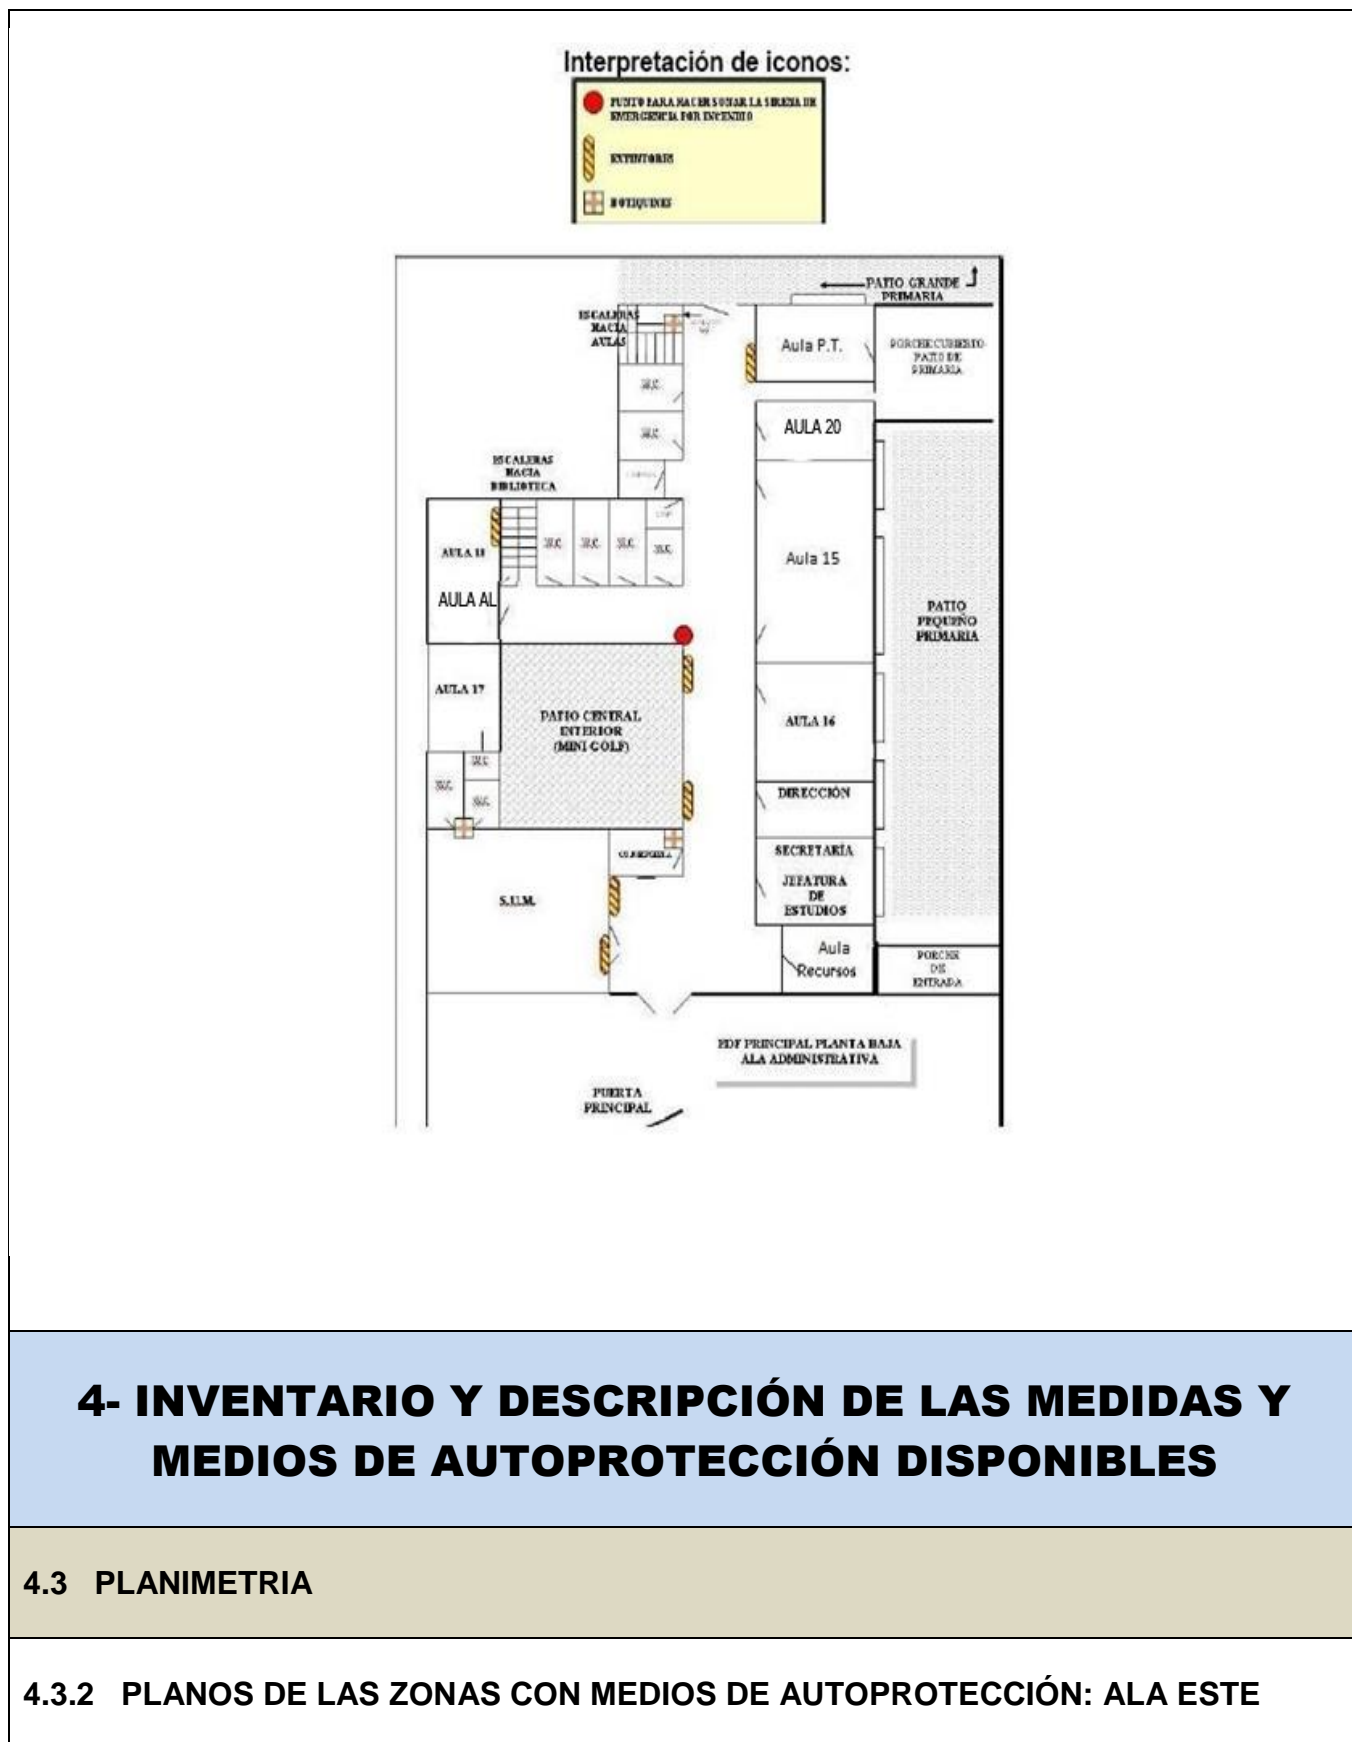 Interpretación de iconos:
PUNTO PARA HACER SONAR LA SIRENA DE
EMERGENCIA POR INCENDIO
EXTINTORES
BOTIQUINES
PATIO GRANDE
PRIMARIA
ESCALERAS
HACIA
AULAS
Aula P.T.
PORCHE CUBIERTO
PATIO DE
PRIMARIA
W.C.
AULA 20
W.C.
ESCALERAS
HACIA
BIBLIOTECA
AULA 18
W.C.
W.C.
W.C.
W.C.
Aula 15
AULA AL
PATIO
PEQUEÑO
PRIMARIA
AULA 17
PATIO CENTRAL
INTERIOR
(MINI GOLF)
AULA 16
W.C.
W.C.
W.C.
DIRECCIÓN
CONSERJERIA
SECRETARÍA
JEFATURA
DE
ESTUDIOS
S.U.M.
Aula
Recursos
PORCHE
DE
ENTRADA
EDF PRINCIPAL PLANTA BAJA
ALA ADMINISTRATIVA
PUERTA
PRINCIPAL
4- INVENTARIO Y DESCRIPCIÓN DE LAS MEDIDAS Y
MEDIOS DE AUTOPROTECCIÓN DISPONIBLES
4.3 PLANIMETRIA
4.3.2 PLANOS DE LAS ZONAS CON MEDIOS DE AUTOPROTECCIÓN: ALA ESTE